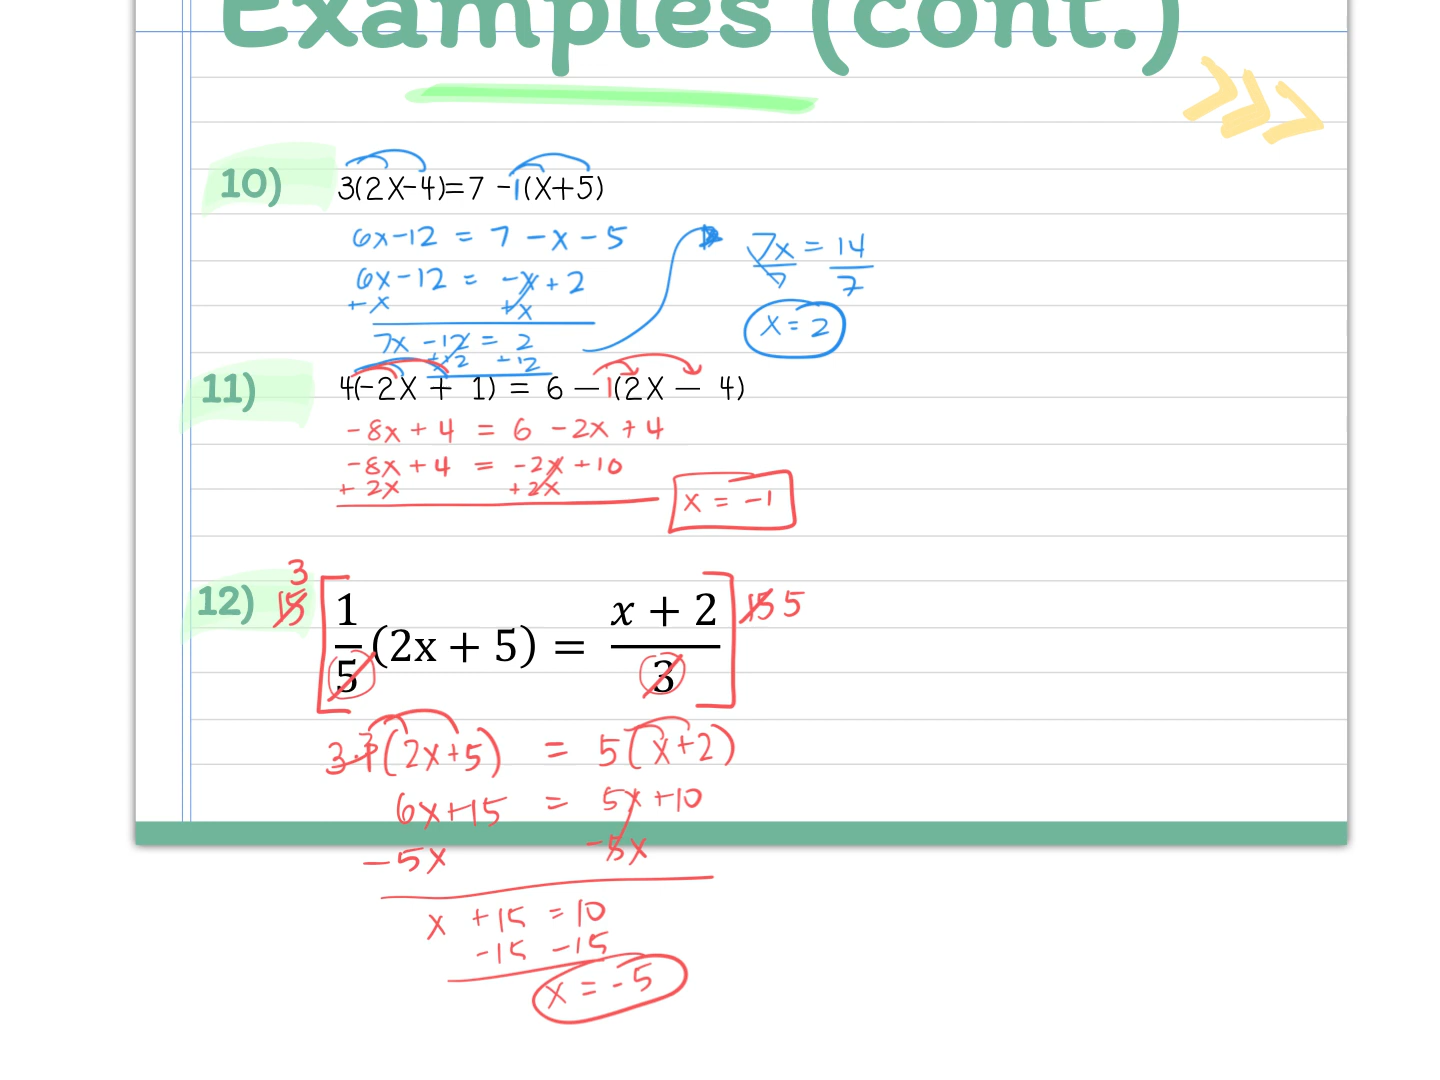 Examples (cont.)
10) 3(2X-4)=7 -1(X+5)
6x-12 = 7 -x - 5
6x-12 = -x + 2
+x +x
7x -12 = 2
+12 +12
7x = 14
7 7
x = 2
11) 4(-2X + 1) = 6 -1(2X - 4)
-8x + 4 = 6 -2x + 4
-8x + 4 = -2x +10
+ 2x +2x
x = -1
12) 3 15 [1/5 (2x + 5) = x + 2 / 3] 15 5
3·1(2x+5) = 5(x+2)
6x+15 = 5x+10
-5x -5x
x +15 = 10
-15 -15
x = -5